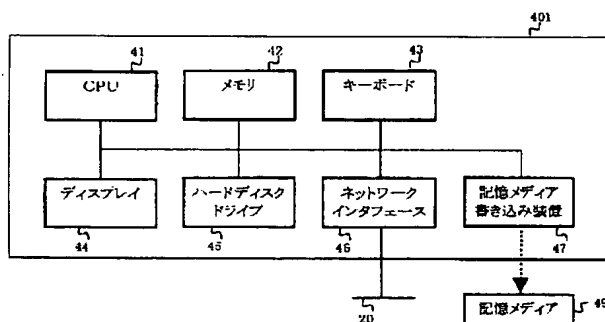 401
41
42
43
CPU
メモリ
キーボード
ディスプレイ
ハードディスク
ドライブ
ネットワーク
インタフェース
記憶メディア
書き込み装置
44
45
46
47
20
記憶メディア
49